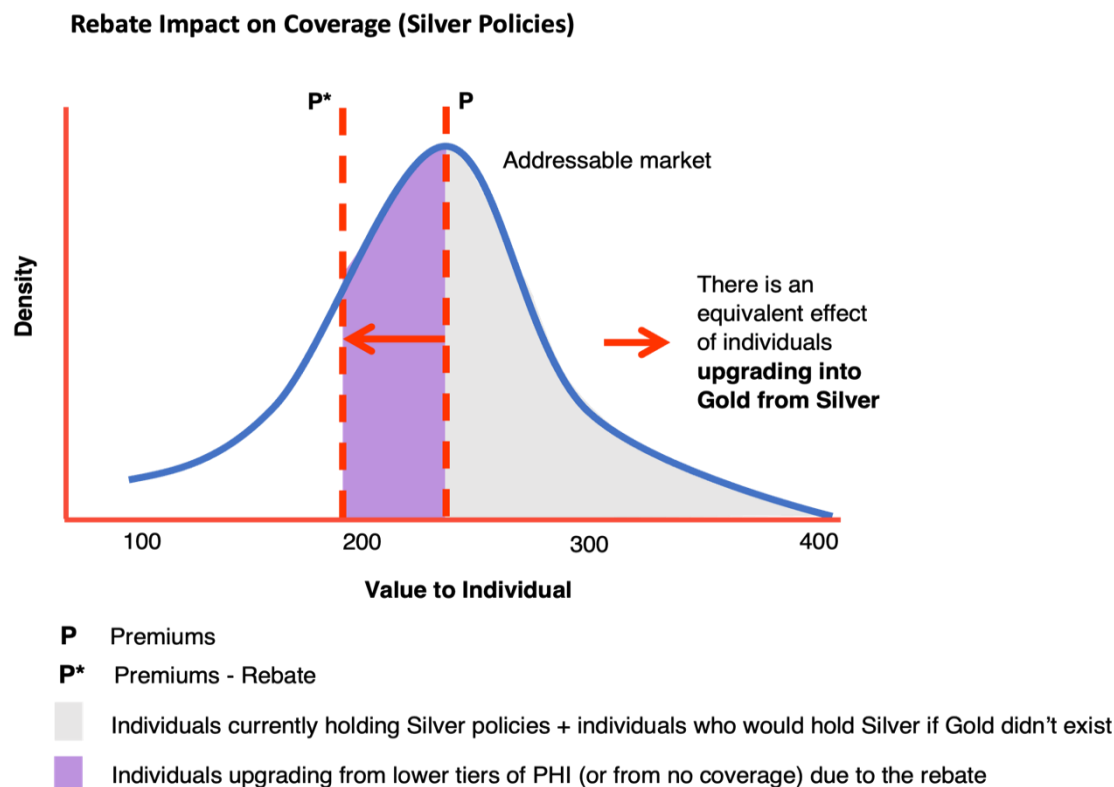 Rebate Impact on Coverage (Silver Policies)
P*
P
Addressable market
Density
There is an
equivalent effect
of individuals
upgrading into
Gold from Silver
100
200
300
400
Value to Individual
P Premiums
P* Premiums - Rebate
Individuals currently holding Silver policies + individuals who would hold Silver if Gold didn't exist
Individuals upgrading from lower tiers of PHI (or from no coverage) due to the rebate